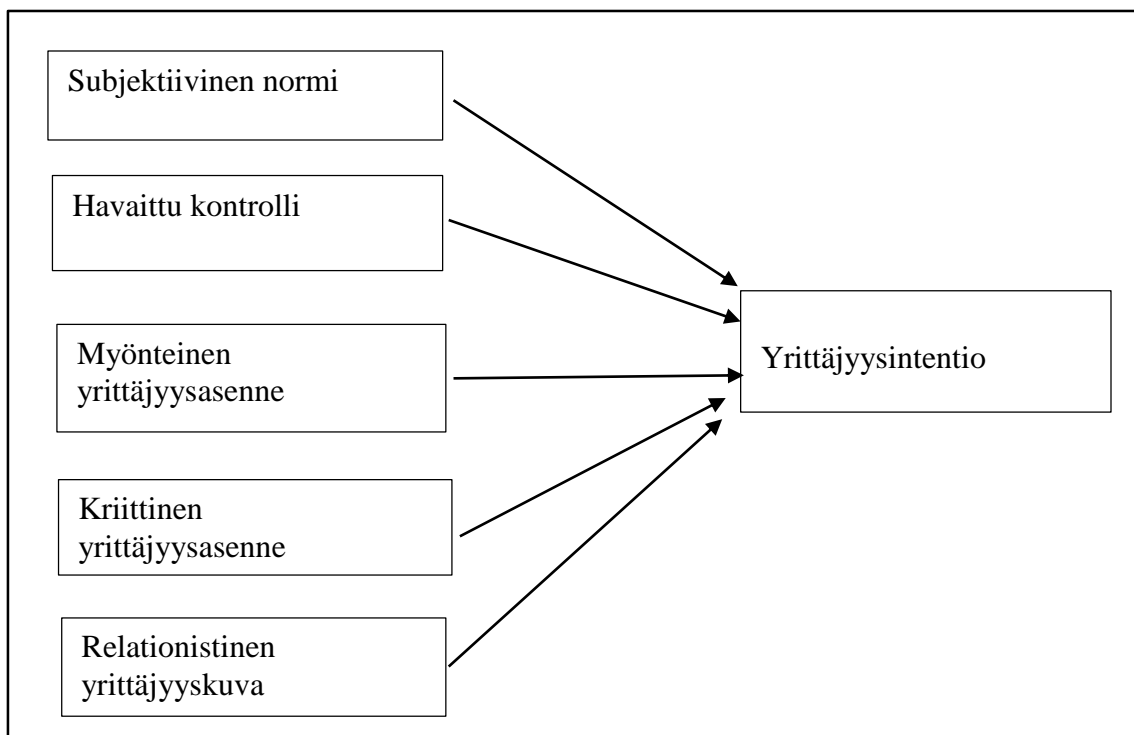 Subjektiivinen normi
Havaittu kontrolli
Myönteinen
yrittäjyysasenne
Yrittäjyysintentio
Kriittinen
yrittäjyysasenne
Relationistinen
yrittäjyyskuva